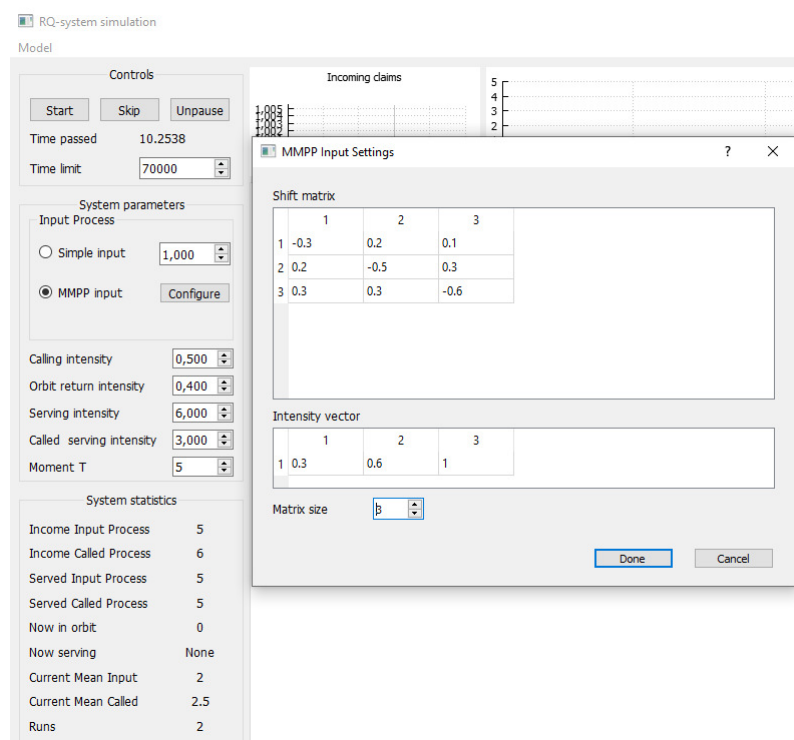 RQ-system simulation
Model
Controls
Start Skip Unpause
Time passed 10.2538
Time limit 70000
System parameters
Input Process
Simple input 1,000
MMPP input Configure
Calling intensity 0,500
Orbit return intensity 0,400
Serving intensity 6,000
Called serving intensity 3,000
Moment T 5
System statistics
Income Input Process 5
Income Called Process 6
Served Input Process 5
Served Called Process 5
Now in orbit 0
Now serving None
Current Mean Input 2
Current Mean Called 2.5
Runs 2
Incoming claims
1,005
1,004
1,003
1,002
5
4
3
2
MMPP Input Settings ?
Shift matrix
1 2 3
1 -0.3 0.2 0.1
2 0.2 -0.5 0.3
3 0.3 0.3 -0.6
Intensity vector
1 2 3
1 0.3 0.6 1
Matrix size 3
Done Cancel